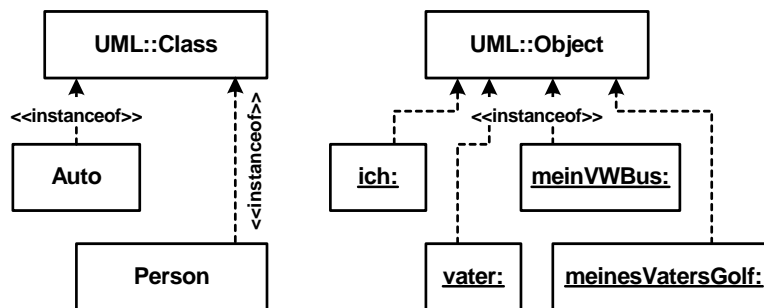 UML::Class
UML::Object
<<instanceof>>
<<instanceof>>
<<instanceof>>
Auto
ich:
meinVWBus:
Person
vater:
meinesVatersGolf: